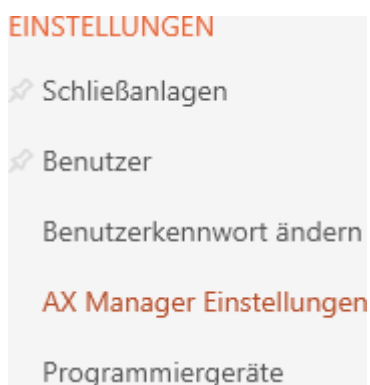 EINSTELLUNGEN
Schließanlagen
Benutzer
Benutzerkennwort ändern
AX Manager Einstellungen
Programmiergeräte